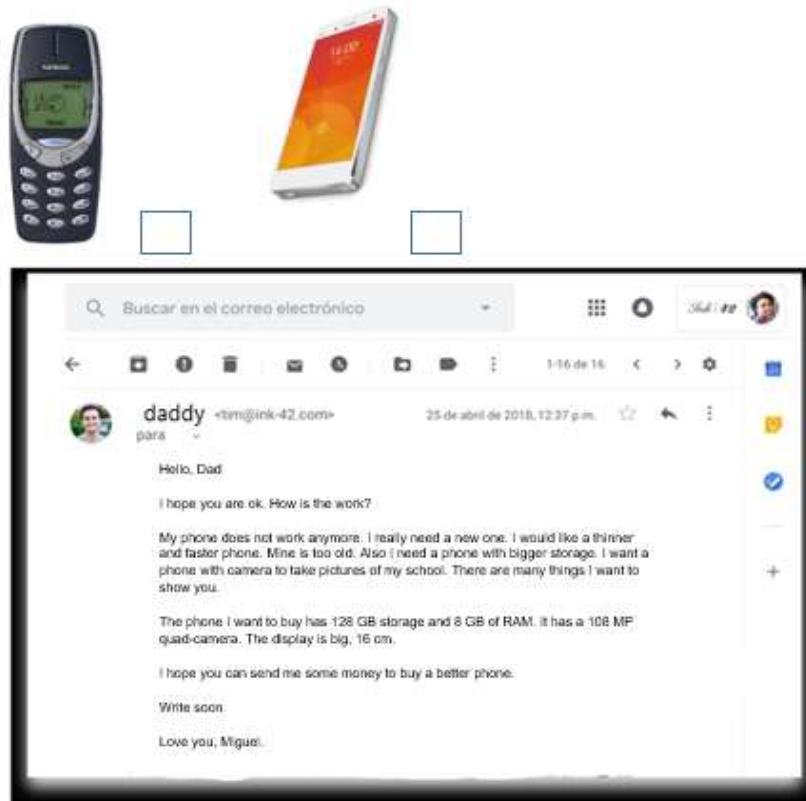 NOKIA
14:00
Buscar en el correo electrónico
1-16 de 16
daddy <tim@ink-42.com>
25 de abril de 2018, 12:37 p.m.
para
Hello, Dad
I hope you are ok. How is the work?
My phone does not work anymore. I really need a new one. I would like a thinner
and faster phone. Mine is too old. Also I need a phone with bigger storage. I want a
phone with camera to take pictures of my school. There are many things I want to
show you.
The phone I want to buy has 128 GB storage and 8 GB of RAM. It has a 108 MP
quad-camera. The display is big, 16 cm.
I hope you can send me some money to buy a better phone.
Write soon
Love you, Miguel.